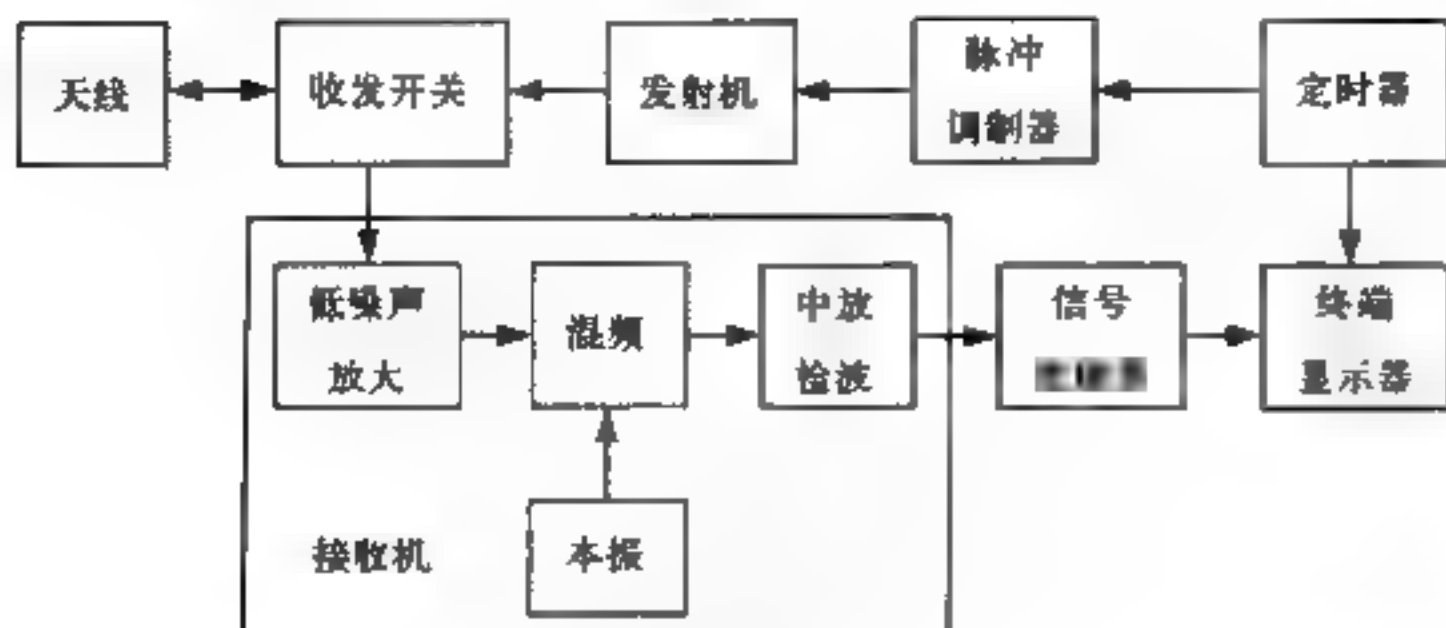 天线
收发开关
发射机
脉冲
调制器
定时器
低噪声
放大
混频
中放
检波
信号
终端
显示器
接收机
本振